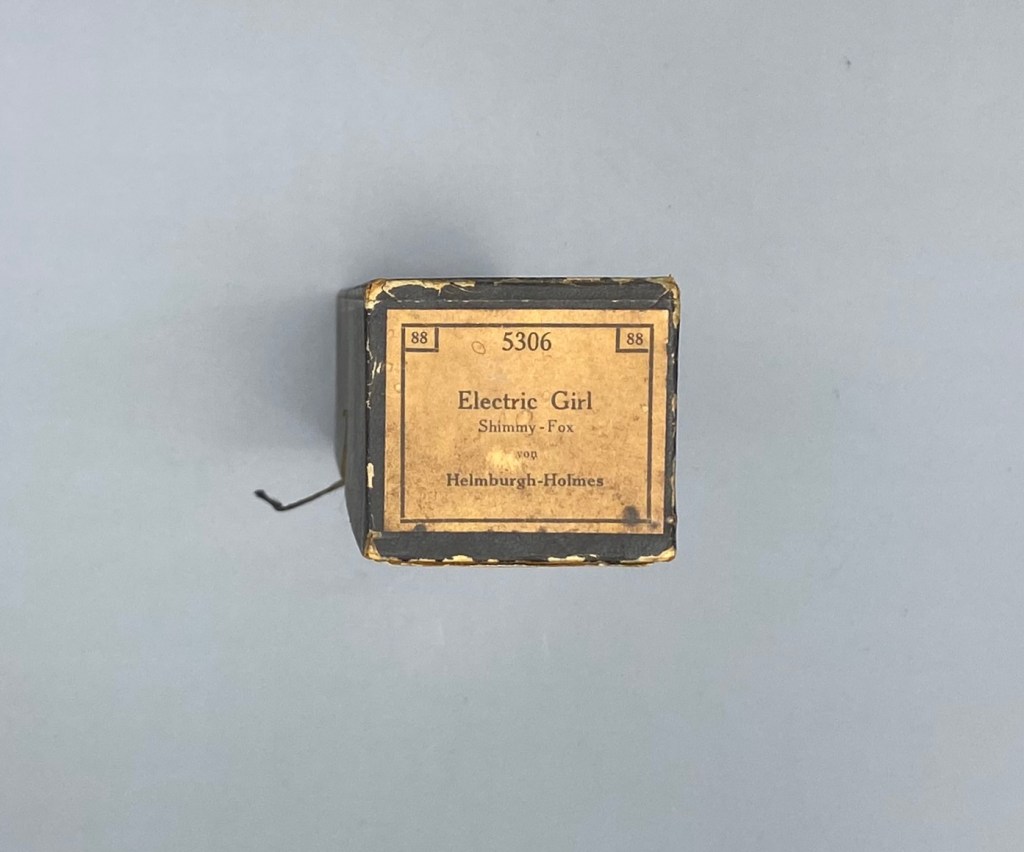 88 5306 88
Electric Girl
Shimmy-Fox
von
Helmburgh-Holmes